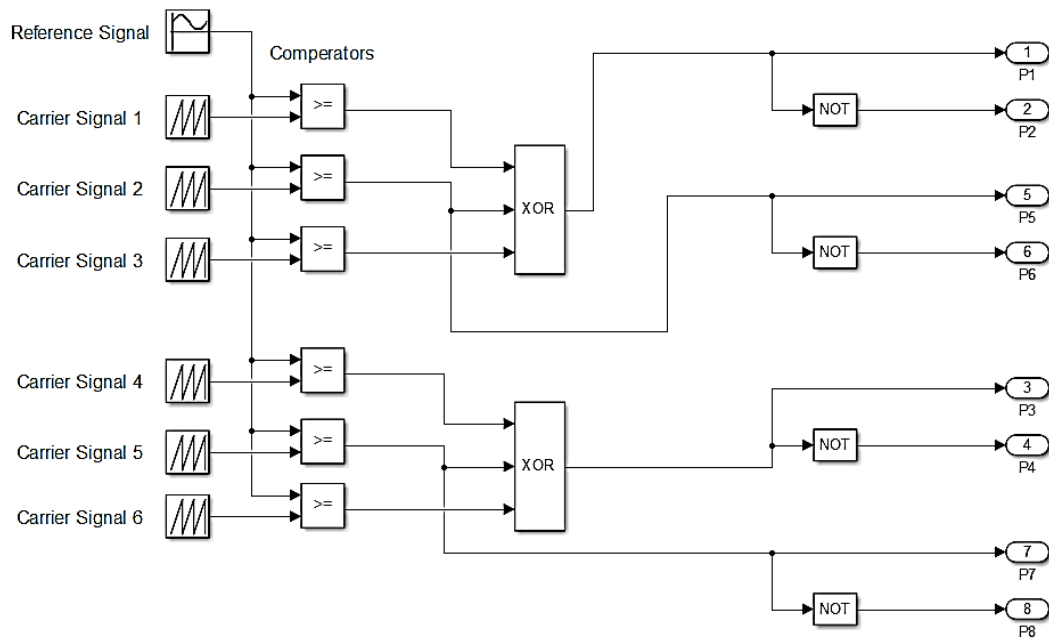 Reference Signal
Comperators
1
P1
>=
Carrier Signal 1
NOT
2
P2
>=
Carrier Signal 2
XOR
5
P5
>=
Carrier Signal 3
NOT
6
P6
>=
Carrier Signal 4
3
P3
>=
Carrier Signal 5
XOR
NOT
4
P4
>=
Carrier Signal 6
7
P7
NOT
8
P8